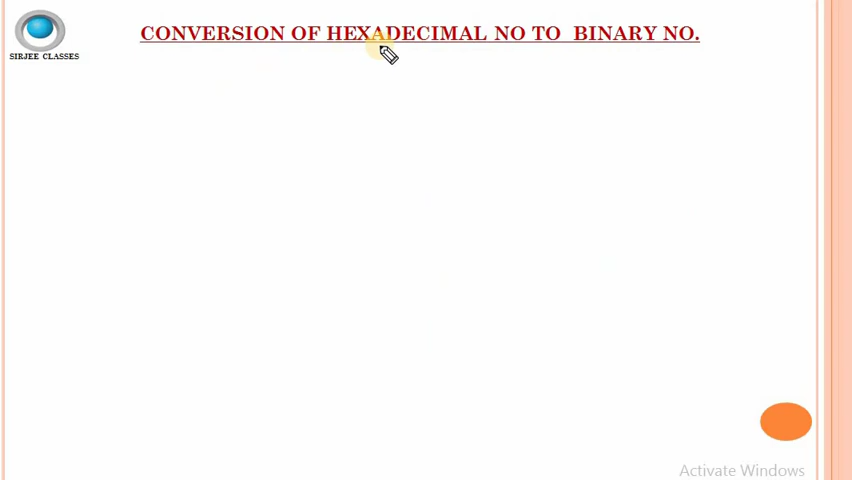 CONVERSION OF HEXADECIMAL NO TO BINARY NO.
SIRJEE CLASSES
Activate Windows